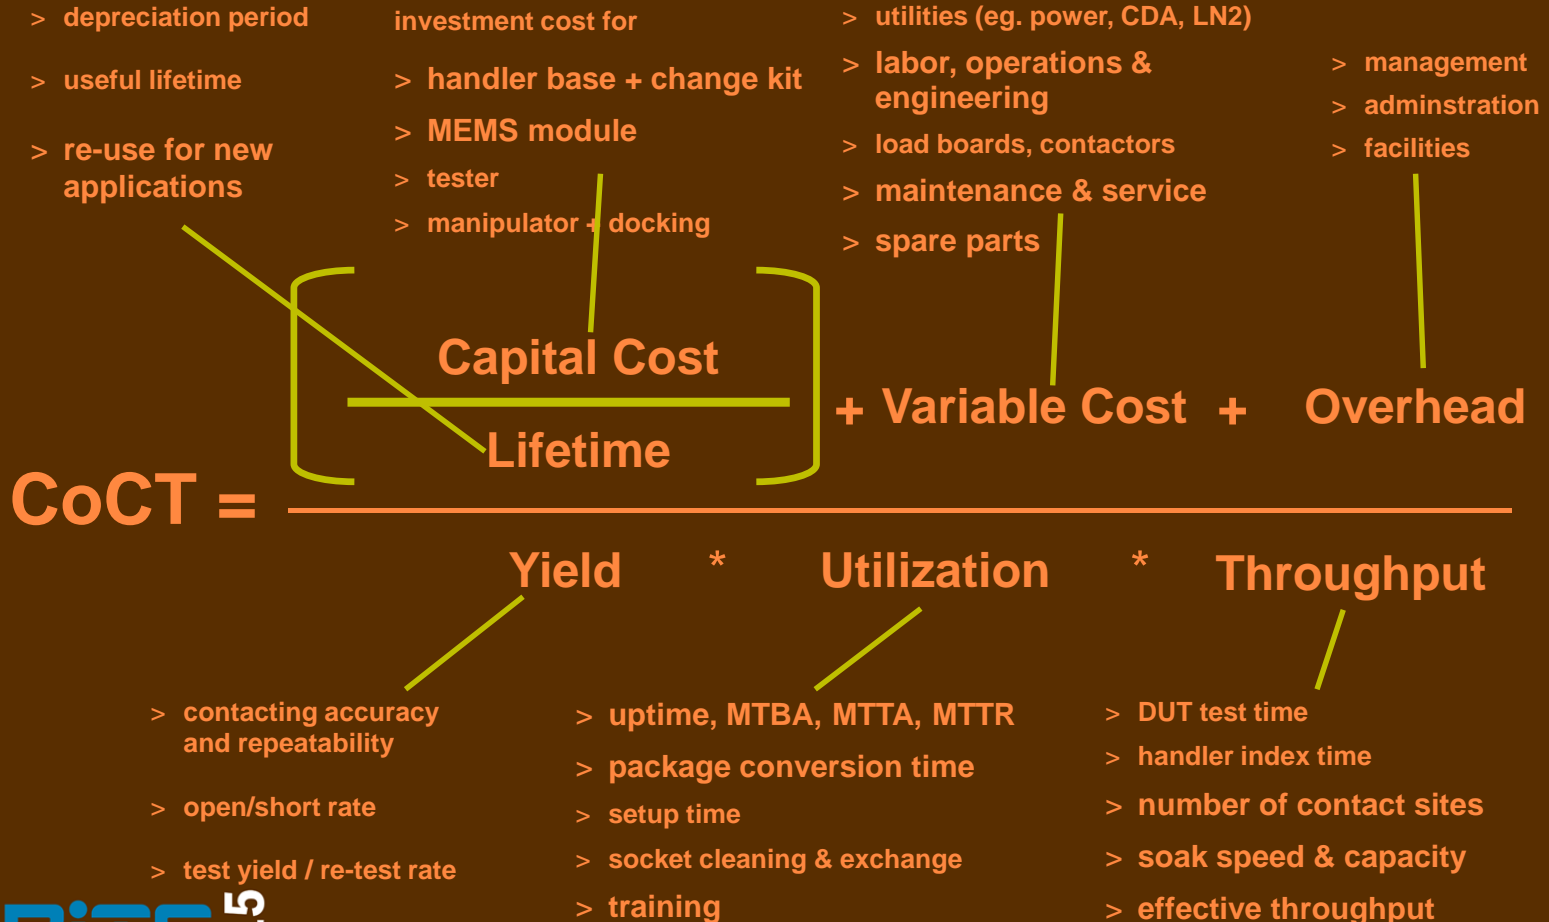 > depreciation period
> useful lifetime
> re-use for new
applications
investment cost for
> handler base + change kit
> MEMS module
> tester
> manipulator + docking
> utilities (eg. power, CDA, LN2)
> labor, operations &
engineering
> load boards, contactors
> maintenance & service
> spare parts
> management
> adminstration
> facilities
Capital Cost
Lifetime
+ Variable Cost + Overhead
CoCT =
Yield * Utilization * Throughput
> contacting accuracy
and repeatability
> open/short rate
> test yield / re-test rate
> uptime, MTBA, MTTA, MTTR
> package conversion time
> setup time
> socket cleaning & exchange
> training
> DUT test time
> handler index time
> number of contact sites
> soak speed & capacity
> effective throughput